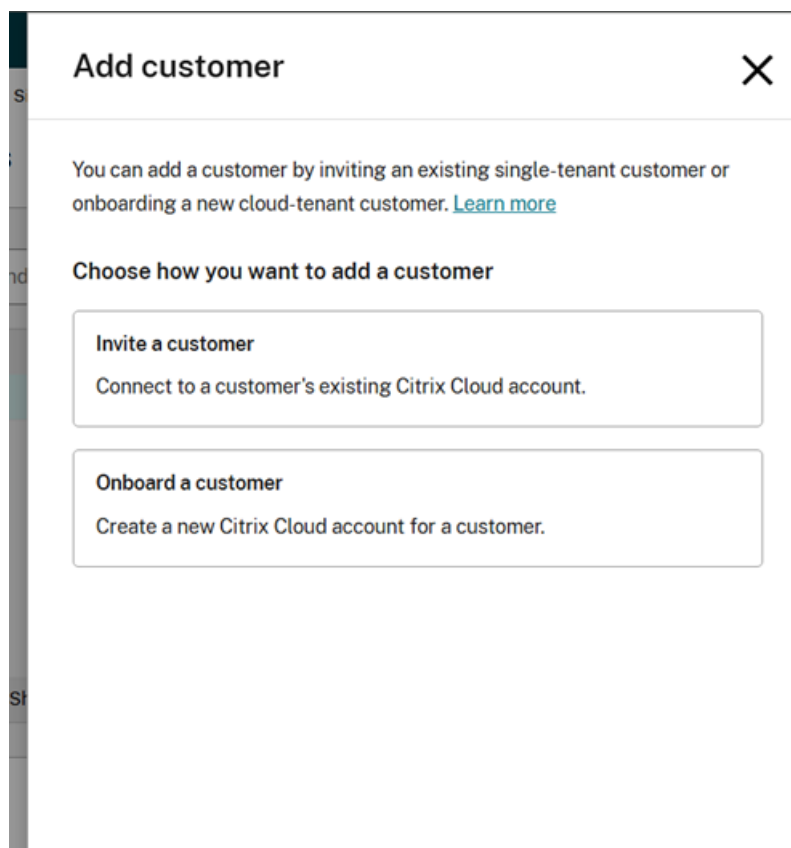 Add customer
You can add a customer by inviting an existing single-tenant customer or
onboarding a new cloud-tenant customer. Learn more
Choose how you want to add a customer
Invite a customer
Connect to a customer's existing Citrix Cloud account.
Onboard a customer
Create a new Citrix Cloud account for a customer.